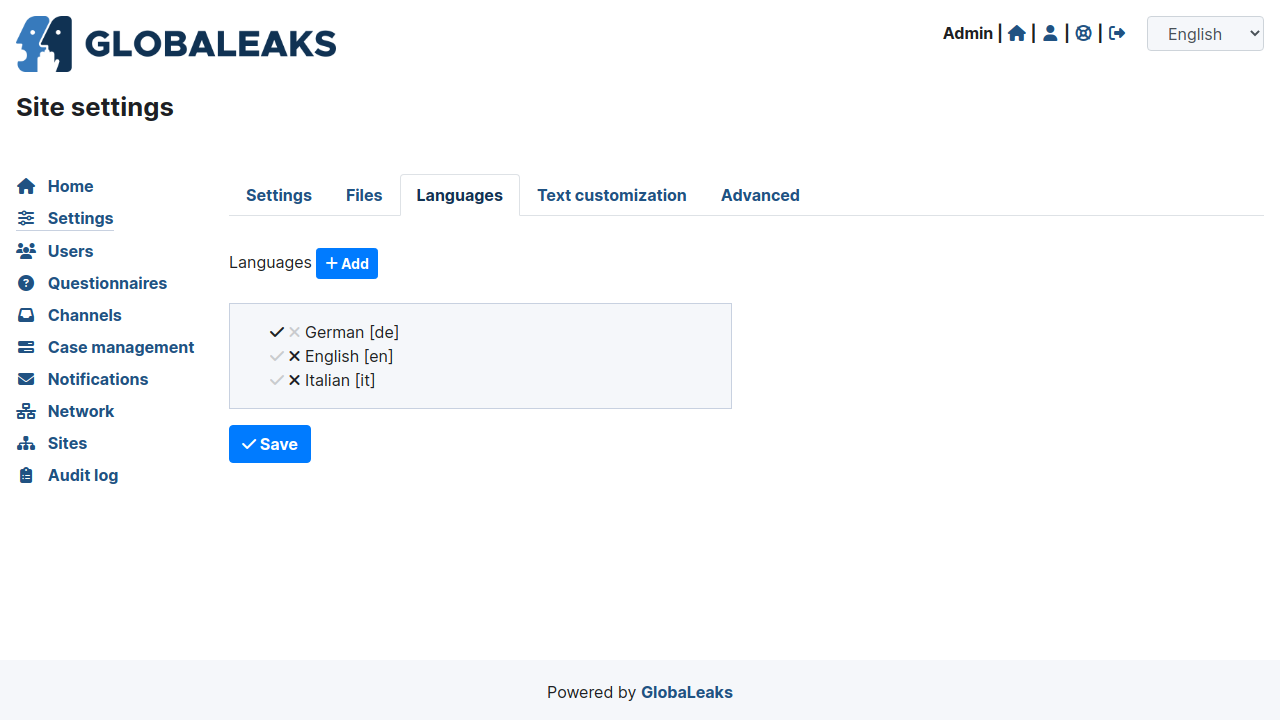 GLOBALEAKS
Admin | | | |
English
Site settings
Home
Settings
Users
Questionnaires
Channels
Case management
Notifications
Network
Sites
Audit log
Settings Files Languages Text customization Advanced
Languages Add
German [de]
English [en]
Italian [it]
Save
Powered by GlobaLeaks